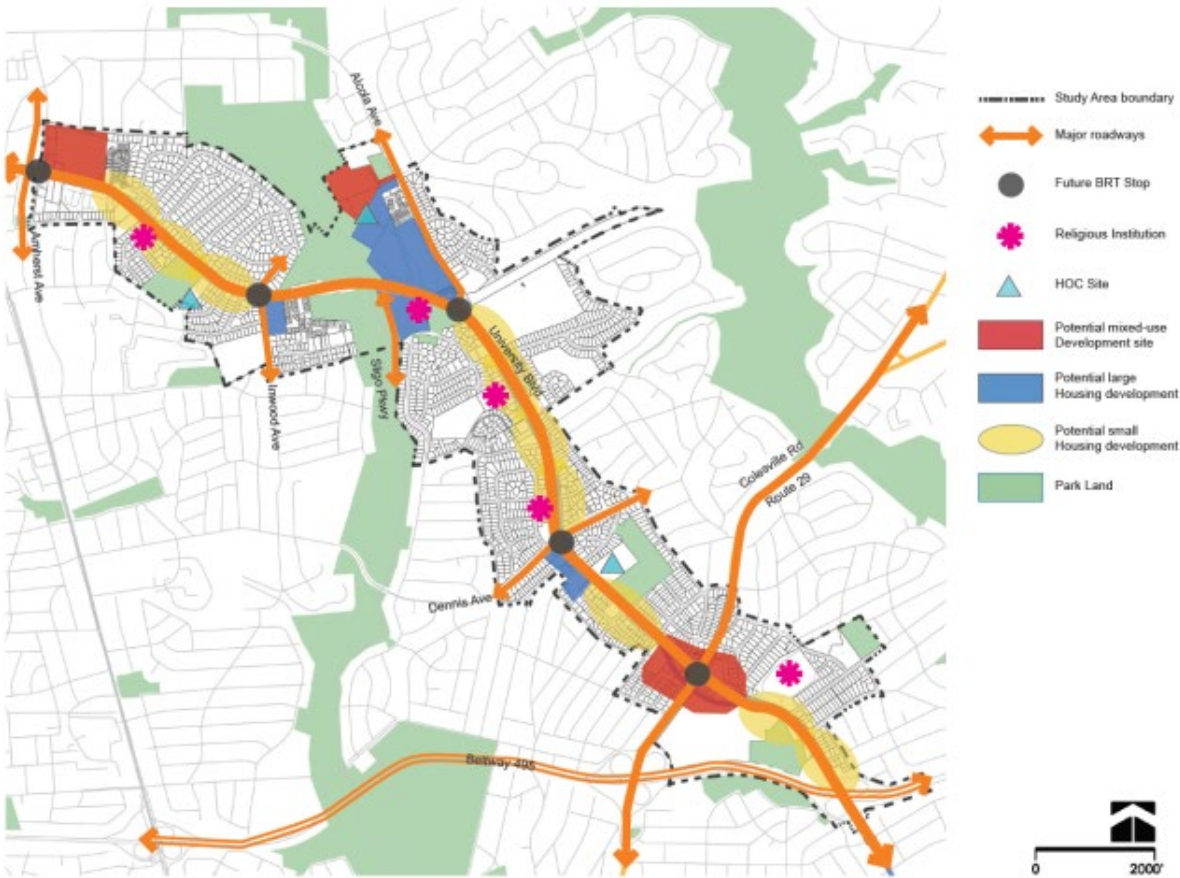 Alcola Ave
Amherst Ave
University Blvd
Sligo Pkwy
Inwood Ave
Colesville Rd
Route 29
Dennis Ave
Beltway 495
Study Area boundary
Major roadways
Future BRT Stop
Religious Institution
HOC Site
Potential mixed-use
Development site
Potential large
Housing development
Potential small
Housing development
Park Land
0
2000'